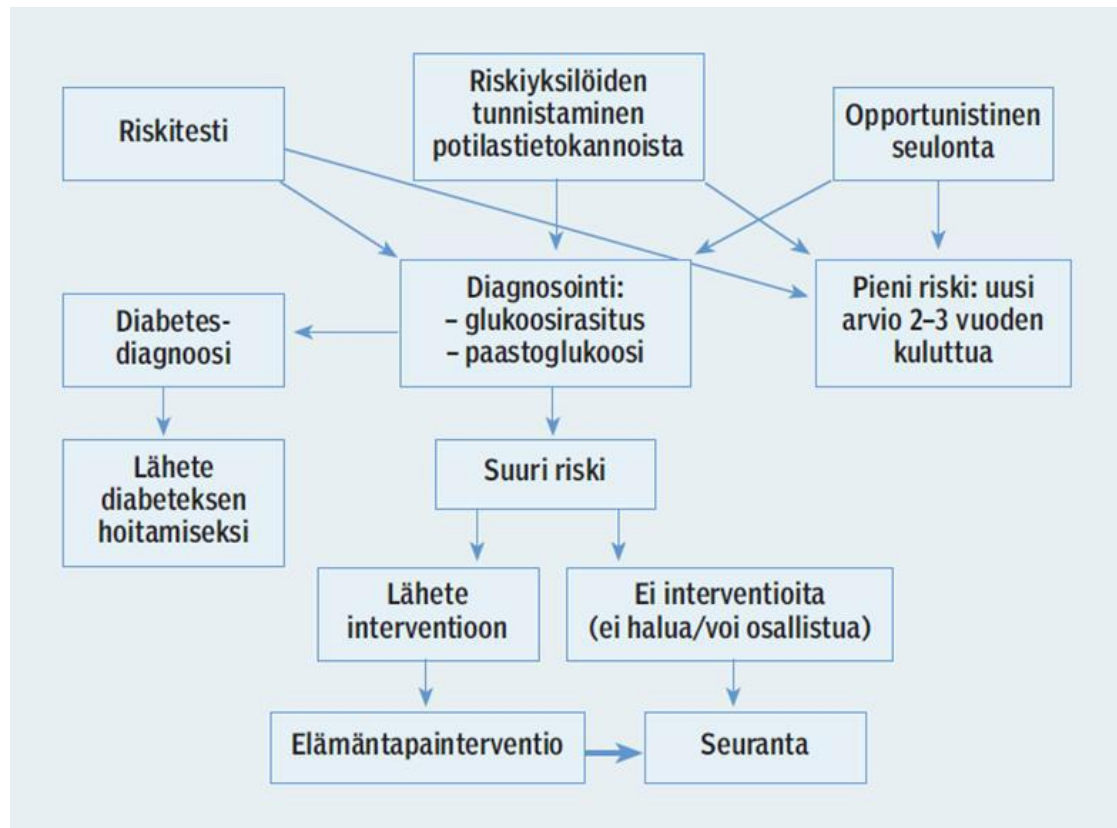 Riskitesti
Riskiyksilöiden
tunnistaminen
potilastietokannoista
Opportunistinen
seulonta
Diabetes-
diagnoosi
Diagnosointi:
– glukoosirasitus
– paastoglukoosi
Pieni riski: uusi
arvio 2–3 vuoden
kuluttua
Lähete
diabeteksen
hoitamiseksi
Suuri riski
Lähete
interventioon
Ei interventioita
(ei halua/voi osallistua)
Elämäntapainterventio
Seuranta